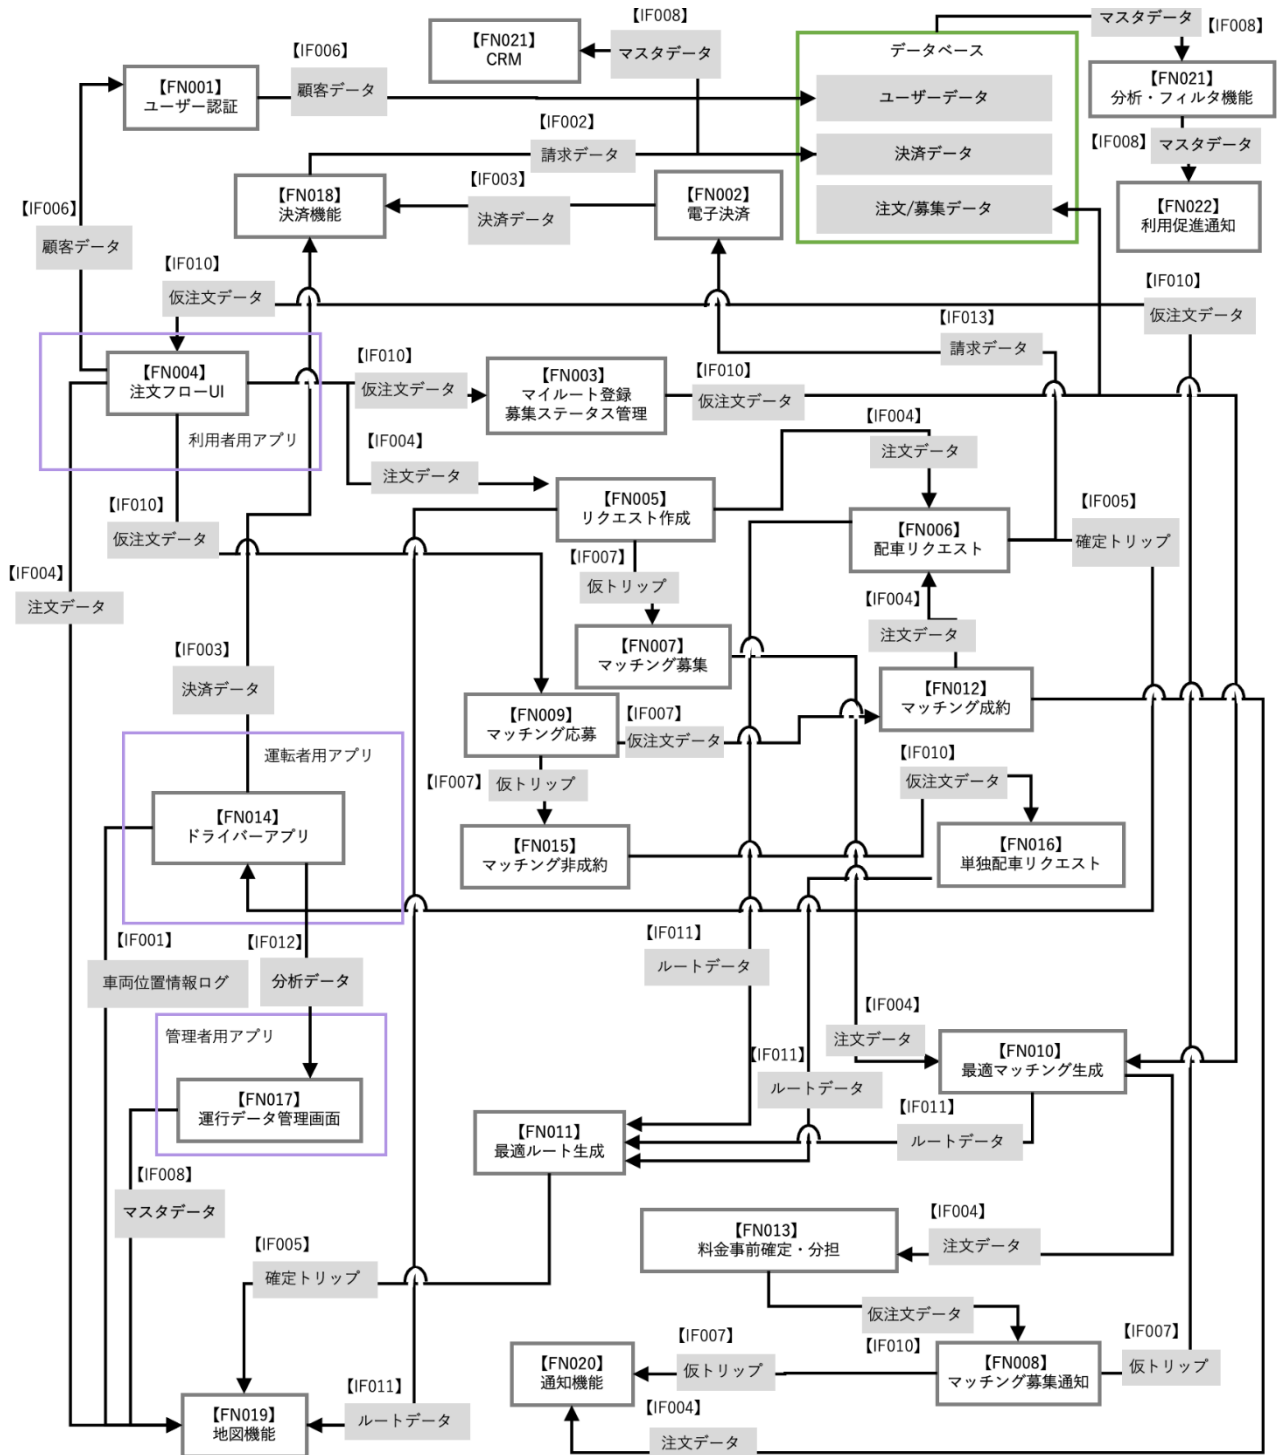 【IF008】
マスタデータ
【IF008】
【FN021】
CRM
マスタデータ
データベース
【IF006】
【FN001】
ユーザー認証
顧客データ
ユーザーデータ
【FN021】
分析・フィルタ機能
【IF002】
請求データ
決済データ
【IF008】
マスタデータ
【FN018】
決済機能
【IF003】
決済データ
【FN002】
電子決済
注文/募集データ
【FN022】
利用促進通知
【IF006】
顧客データ
【IF010】
仮注文データ
【IF010】
仮注文データ
【IF013】
請求データ
【FN004】
注文フローUI
利用者用アプリ
【IF010】
仮注文データ
【FN003】
マイルート登録
募集ステータス管理
【IF010】
仮注文データ
【IF004】
注文データ
【IF004】
注文データ
【IF010】
仮注文データ
【FN005】
リクエスト作成
【FN006】
配車リクエスト
【IF005】
確定トリップ
【IF004】
注文データ
【IF007】
仮トリップ
【IF004】
注文データ
【IF003】
決済データ
【FN007】
マッチング募集
【FN012】
マッチング成約
【FN009】
マッチング応募
【IF007】
仮注文データ
運転者用アプリ
【IF007】
仮トリップ
【IF010】
仮注文データ
【FN014】
ドライバーアプリ
【FN015】
マッチング非成約
【FN016】
単独配車リクエスト
【IF001】
車両位置情報ログ
【IF012】
分析データ
【IF011】
ルートデータ
【IF004】
注文データ
管理者用アプリ
【FN017】
運行データ管理画面
【IF011】
ルートデータ
【FN010】
最適マッチング生成
【FN011】
最適ルート生成
【IF011】
ルートデータ
【IF008】
マスタデータ
【FN013】
料金事前確定・分担
【IF004】
注文データ
【IF005】
確定トリップ
仮注文データ
【IF010】
【FN020】
通知機能
【IF007】
仮トリップ
【FN008】
マッチング募集通知
【IF007】
仮トリップ
【FN019】
地図機能
【IF011】
ルートデータ
【IF004】
注文データ